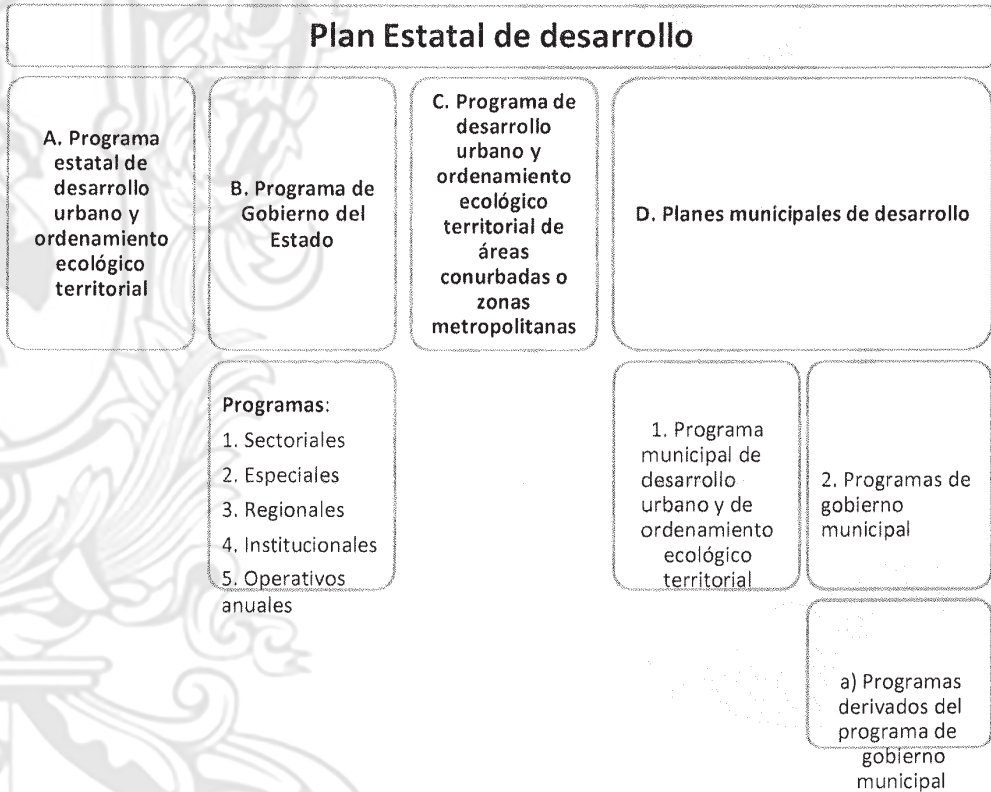 Plan Estatal de desarrollo
A. Programa
estatal de
desarrollo
urbano y
ordenamiento
ecológico
territorial
B. Programa de
Gobierno del
Estado
C. Programa de
desarrollo
urbano y
ordenamiento
ecológico
territorial de
áreas
conurbadas o
zonas
metropolitanas
D. Planes municipales de desarrollo
Programas:
1. Sectoriales
2. Especiales
3. Regionales
4. Institucionales
5. Operativos
anuales
1. Programa
municipal de
desarrollo
urbano y de
ordenamiento
ecológico
territorial
2. Programas de
gobierno
municipal
a) Programas
derivados del
programa de
gobierno
municipal